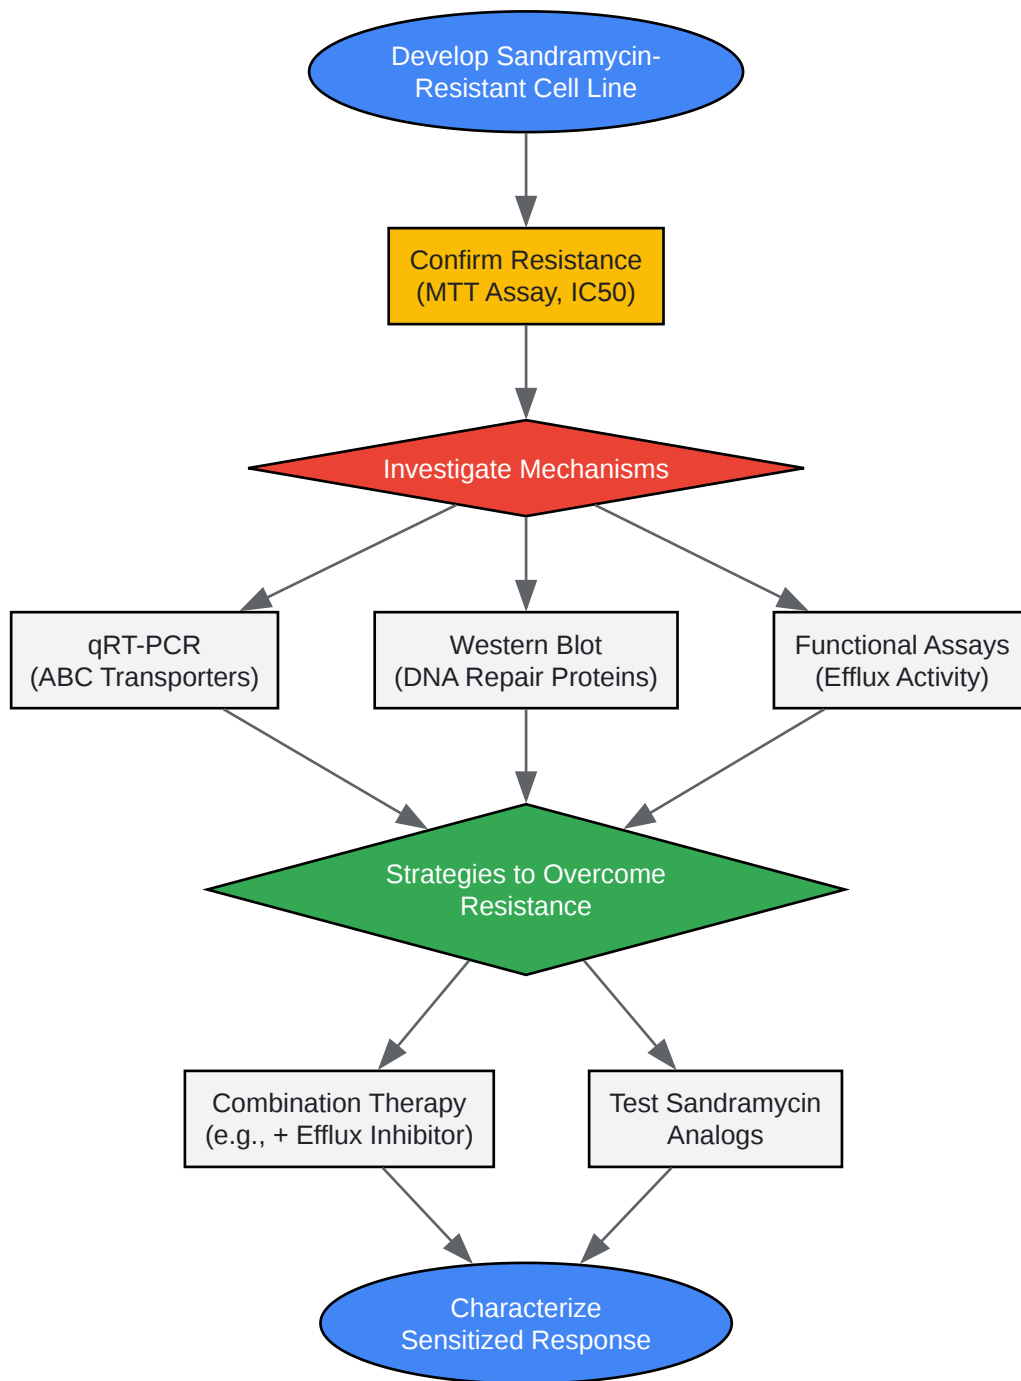 Develop Sandramycin-
Resistant Cell Line
Confirm Resistance
(MTT Assay, IC50)
Investigate Mechanisms
qRT-PCR
(ABC Transporters)
Western Blot
(DNA Repair Proteins)
Functional Assays
(Efflux Activity)
Strategies to Overcome
Resistance
Combination Therapy
(e.g., + Efflux Inhibitor)
Test Sandramycin
Analogs
Characterize
Sensitized Response